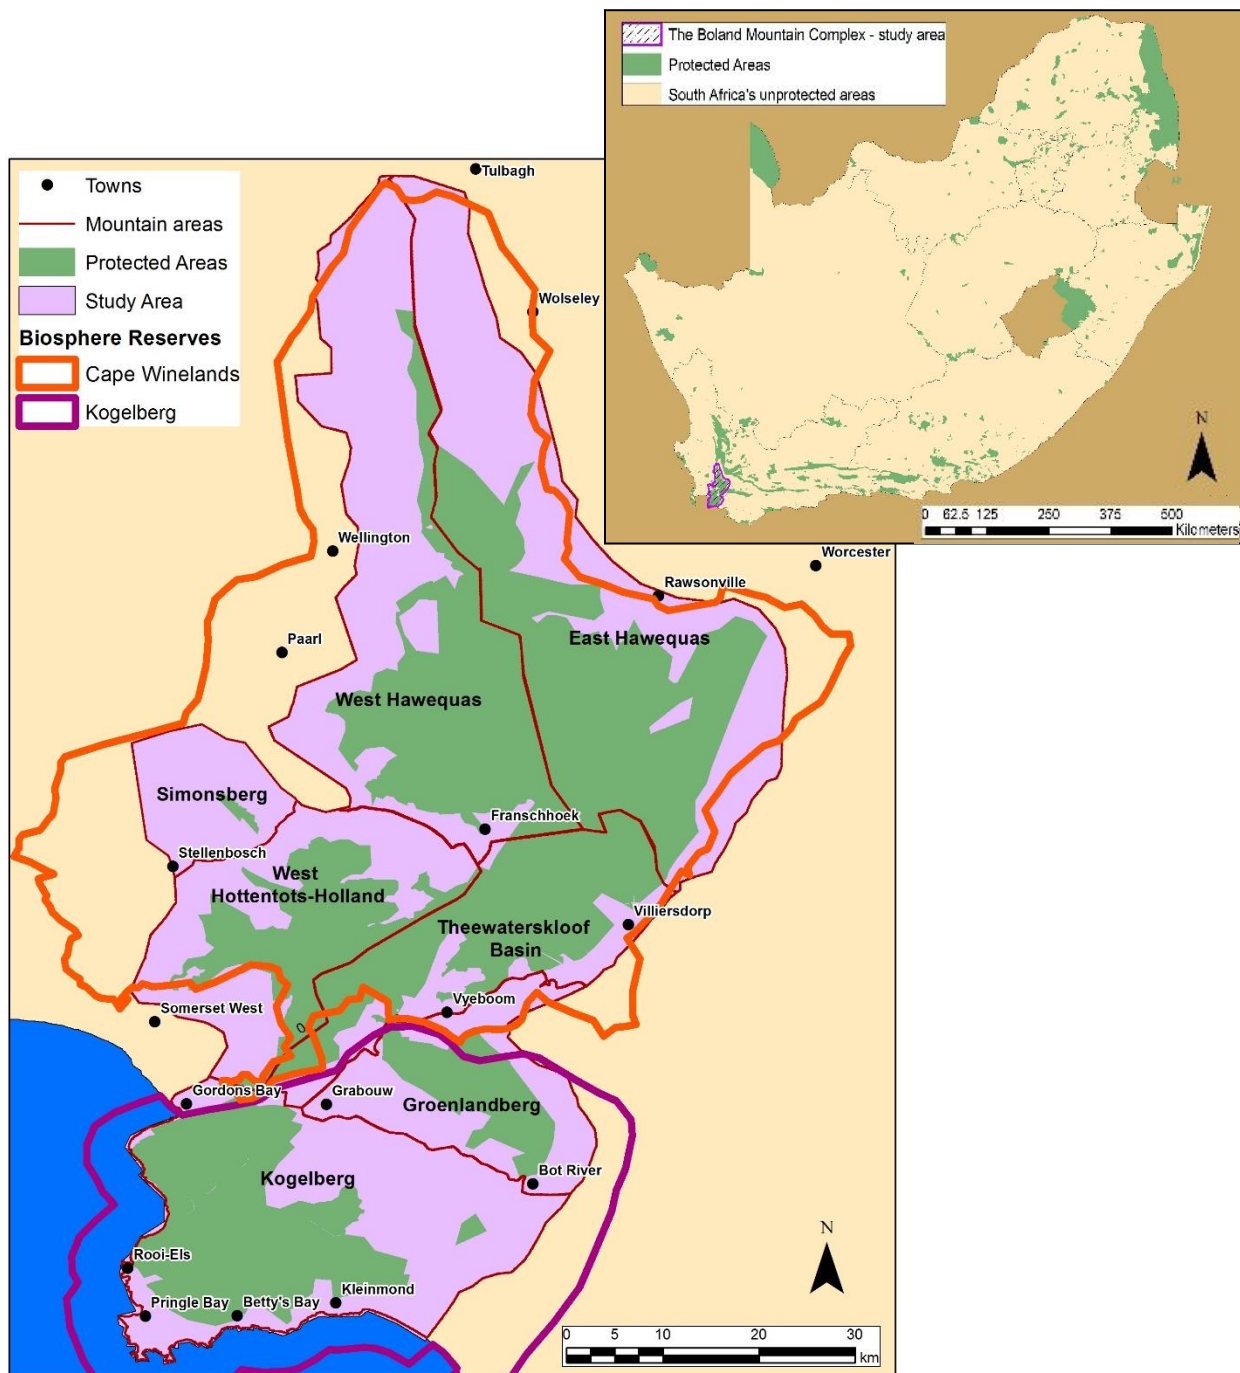 The Boland Mountain Complex - study area
Protected Areas
South Africa's unprotected areas
N
0 62.5 125 250 375 500
Kilometers
Towns
Mountain areas
Protected Areas
Study Area
Biosphere Reserves
Cape Winelands
Kogelberg
Tulbagh
Wolseley
Wellington
Worcester
Rawsonville
East Hawequas
Paarl
West Hawequas
Simonsberg
Franschhoek
Stellenbosch
West
Hottentots-Holland
Villiersdorp
Theewaterskloof
Basin
Vyeboom
Somerset West
0
Gordons Bay
Grabouw
Groenlandberg
Bot River
Kogelberg
N
Rooi-Els
Kleinmond
Pringle Bay
Betty's Bay
0 5 10 20 30
km